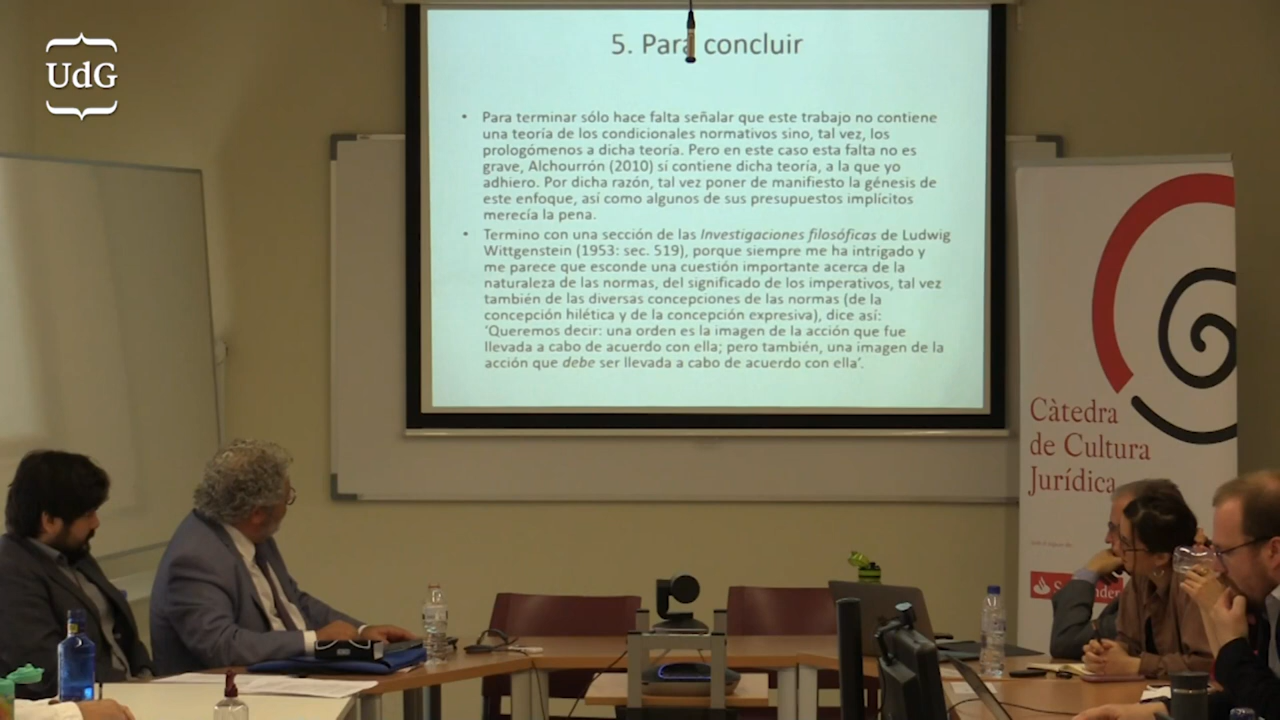 UdG
5. Para concluir
• Para terminar sólo hace falta señalar que este trabajo no contiene
una teoría de los condicionales normativos sino, tal vez, los
prologómenos a dicha teoría. Pero en este caso esta falta no es
grave, Alchourrón (2010) sí contiene dicha teoría, a la que yo
adhiero. Por dicha razón, tal vez poner de manifiesto la génesis de
este enfoque, así como algunos de sus presupuestos implícitos
merecía la pena.
• Termino con una sección de las Investigaciones filosóficas de Ludwig
Wittgenstein (1953: sec. 519), porque siempre me ha intrigado y
me parece que esconde una cuestión importante acerca de la
naturaleza de las normas, del significado de los imperativos, tal vez
también de las diversas concepciones de las normas (de la
concepción hilética y de la concepción expresiva), dice así:
‘Queremos decir: una orden es la imagen de la acción que fue
llevada a cabo de acuerdo con ella; pero también, una imagen de la
acción que debe ser llevada a cabo de acuerdo con ella’.
Càtedra
de Cultura
Jurídica